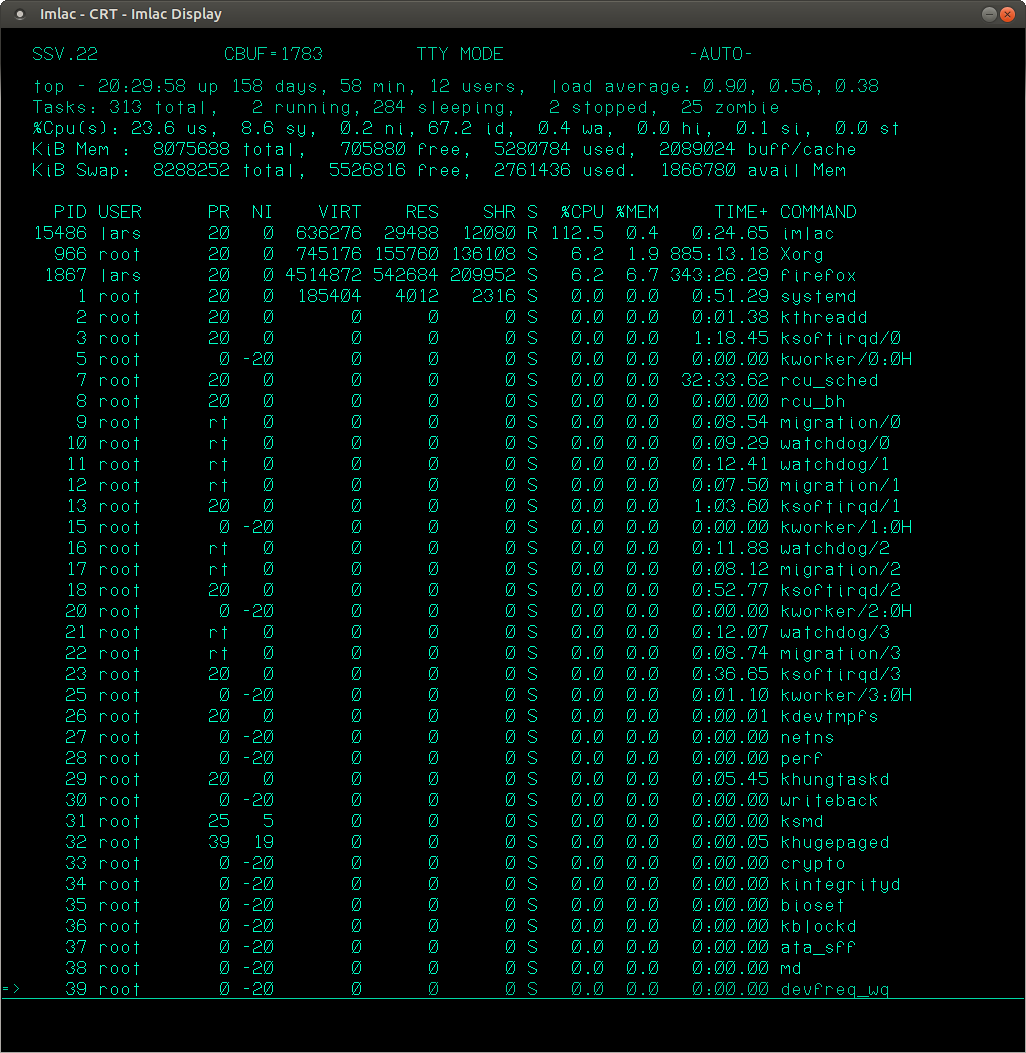 Imlac - CRT - Imlac Display
SSV.22 CBUF=1783 TTY MODE -AUTO-
top - 20:29:58 up 158 days, 58 min, 12 users, load average: 0.90, 0.56, 0.38
Tasks: 313 total, 2 running, 284 sleeping, 2 stopped, 25 zombie
%Cpu(s): 23.6 us, 8.6 sy, 0.2 ni, 67.2 id, 0.4 wa, 0.0 hi, 0.1 si, 0.0 st
KiB Mem : 8075688 total, 705880 free, 5280784 used, 2089024 buff/cache
KiB Swap: 8288252 total, 5526816 free, 2761436 used. 1866780 avail Mem
PID USER PR NI VIRT RES SHR S %CPU %MEM TIME+ COMMAND
15486 lars 20 0 636276 29488 12080 R 112.5 0.4 0:24.65 imlac
966 root 20 0 745176 155760 136108 S 6.2 1.9 885:13.18 Xorg
1867 lars 20 0 4514872 542684 209952 S 6.2 6.7 343:26.29 firefox
1 root 20 0 185404 4012 2316 S 0.0 0.0 0:51.29 systemd
2 root 20 0 0 0 0 S 0.0 0.0 0:01.38 kthreadd
3 root 20 0 0 0 0 S 0.0 0.0 1:18.45 ksoftirqd/0
5 root 0 -20 0 0 0 S 0.0 0.0 0:00.00 kworker/0:0H
7 root 20 0 0 0 0 S 0.0 0.0 32:33.62 rcu_sched
8 root 20 0 0 0 0 S 0.0 0.0 0:00.00 rcu_bh
9 root rt 0 0 0 0 S 0.0 0.0 0:08.54 migration/0
10 root rt 0 0 0 0 S 0.0 0.0 0:09.29 watchdog/0
11 root rt 0 0 0 0 S 0.0 0.0 0:12.41 watchdog/1
12 root rt 0 0 0 0 S 0.0 0.0 0:07.50 migration/1
13 root 20 0 0 0 0 S 0.0 0.0 1:03.60 ksoftirqd/1
15 root 0 -20 0 0 0 S 0.0 0.0 0:00.00 kworker/1:0H
16 root rt 0 0 0 0 S 0.0 0.0 0:11.88 watchdog/2
17 root rt 0 0 0 0 S 0.0 0.0 0:08.12 migration/2
18 root 20 0 0 0 0 S 0.0 0.0 0:52.77 ksoftirqd/2
20 root 0 -20 0 0 0 S 0.0 0.0 0:00.00 kworker/2:0H
21 root rt 0 0 0 0 S 0.0 0.0 0:12.07 watchdog/3
22 root rt 0 0 0 0 S 0.0 0.0 0:08.74 migration/3
23 root 20 0 0 0 0 S 0.0 0.0 0:36.65 ksoftirqd/3
25 root 0 -20 0 0 0 S 0.0 0.0 0:01.10 kworker/3:0H
26 root 20 0 0 0 0 S 0.0 0.0 0:00.01 kdevtmpfs
27 root 0 -20 0 0 0 S 0.0 0.0 0:00.00 netns
28 root 0 -20 0 0 0 S 0.0 0.0 0:00.00 perf
29 root 20 0 0 0 0 S 0.0 0.0 0:05.45 khungtaskd
30 root 0 -20 0 0 0 S 0.0 0.0 0:00.00 writeback
31 root 25 5 0 0 0 S 0.0 0.0 0:00.00 ksmd
32 root 39 19 0 0 0 S 0.0 0.0 0:00.05 khugepaged
33 root 0 -20 0 0 0 S 0.0 0.0 0:00.00 crypto
34 root 0 -20 0 0 0 S 0.0 0.0 0:00.00 kintegrityd
35 root 0 -20 0 0 0 S 0.0 0.0 0:00.00 bioset
36 root 0 -20 0 0 0 S 0.0 0.0 0:00.00 kblockd
37 root 0 -20 0 0 0 S 0.0 0.0 0:00.00 ata_sff
38 root 0 -20 0 0 0 S 0.0 0.0 0:00.00 md
=> 39 root 0 -20 0 0 0 S 0.0 0.0 0:00.00 devfreq_wq